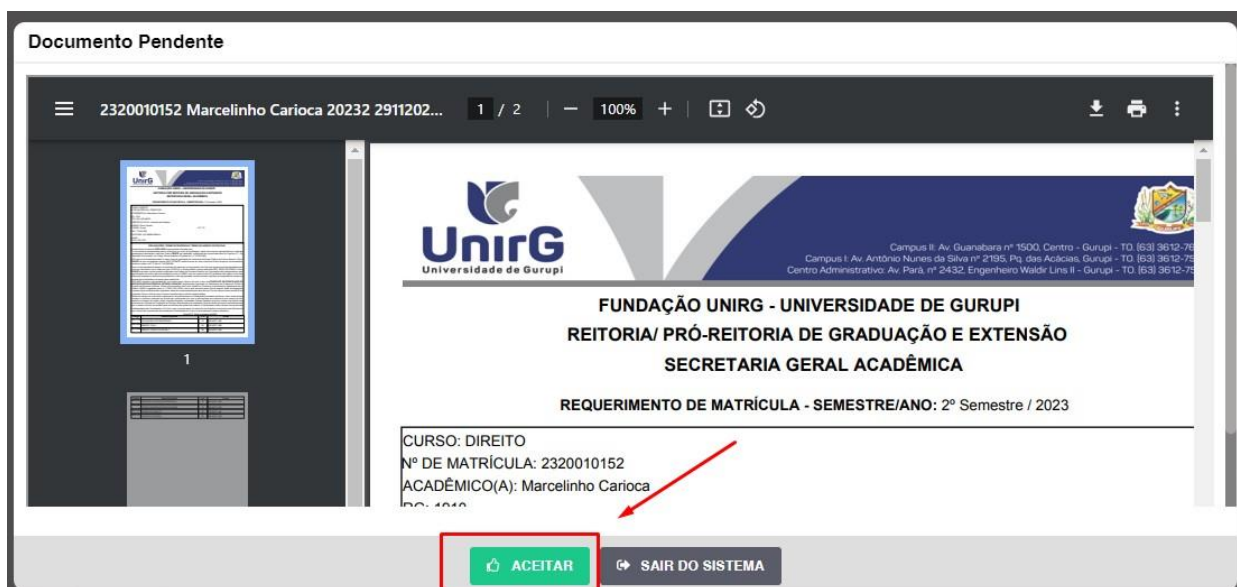 Documento Pendente
2320010152 Marcelinho Carioca 20232 2911202... 1 / 2 100%
UnirG
Universidade de Gurupi
Campus II: Av. Guanabara nº 1500, Centro - Gurupi - TO. (63) 3612-76
Campus I: Av. Antônio Nunes da Silva nº 2195, Pq. das Acácias, Gurupi - TO. (63) 3612-75
Centro Administrativo: Av. Pará, nº 2432, Engenheiro Waldir Lins II - Gurupi - TO. (63) 3612-75
FUNDAÇÃO UNIRG - UNIVERSIDADE DE GURUPI
REITORIA/ PRÓ-REITORIA DE GRADUAÇÃO E EXTENSÃO
SECRETARIA GERAL ACADÊMICA
REQUERIMENTO DE MATRÍCULA - SEMESTRE/ANO: 2º Semestre / 2023
CURSO: DIREITO
Nº DE MATRÍCULA: 2320010152
ACADÊMICO(A): Marcelinho Carioca
1
ACEITAR SAIR DO SISTEMA